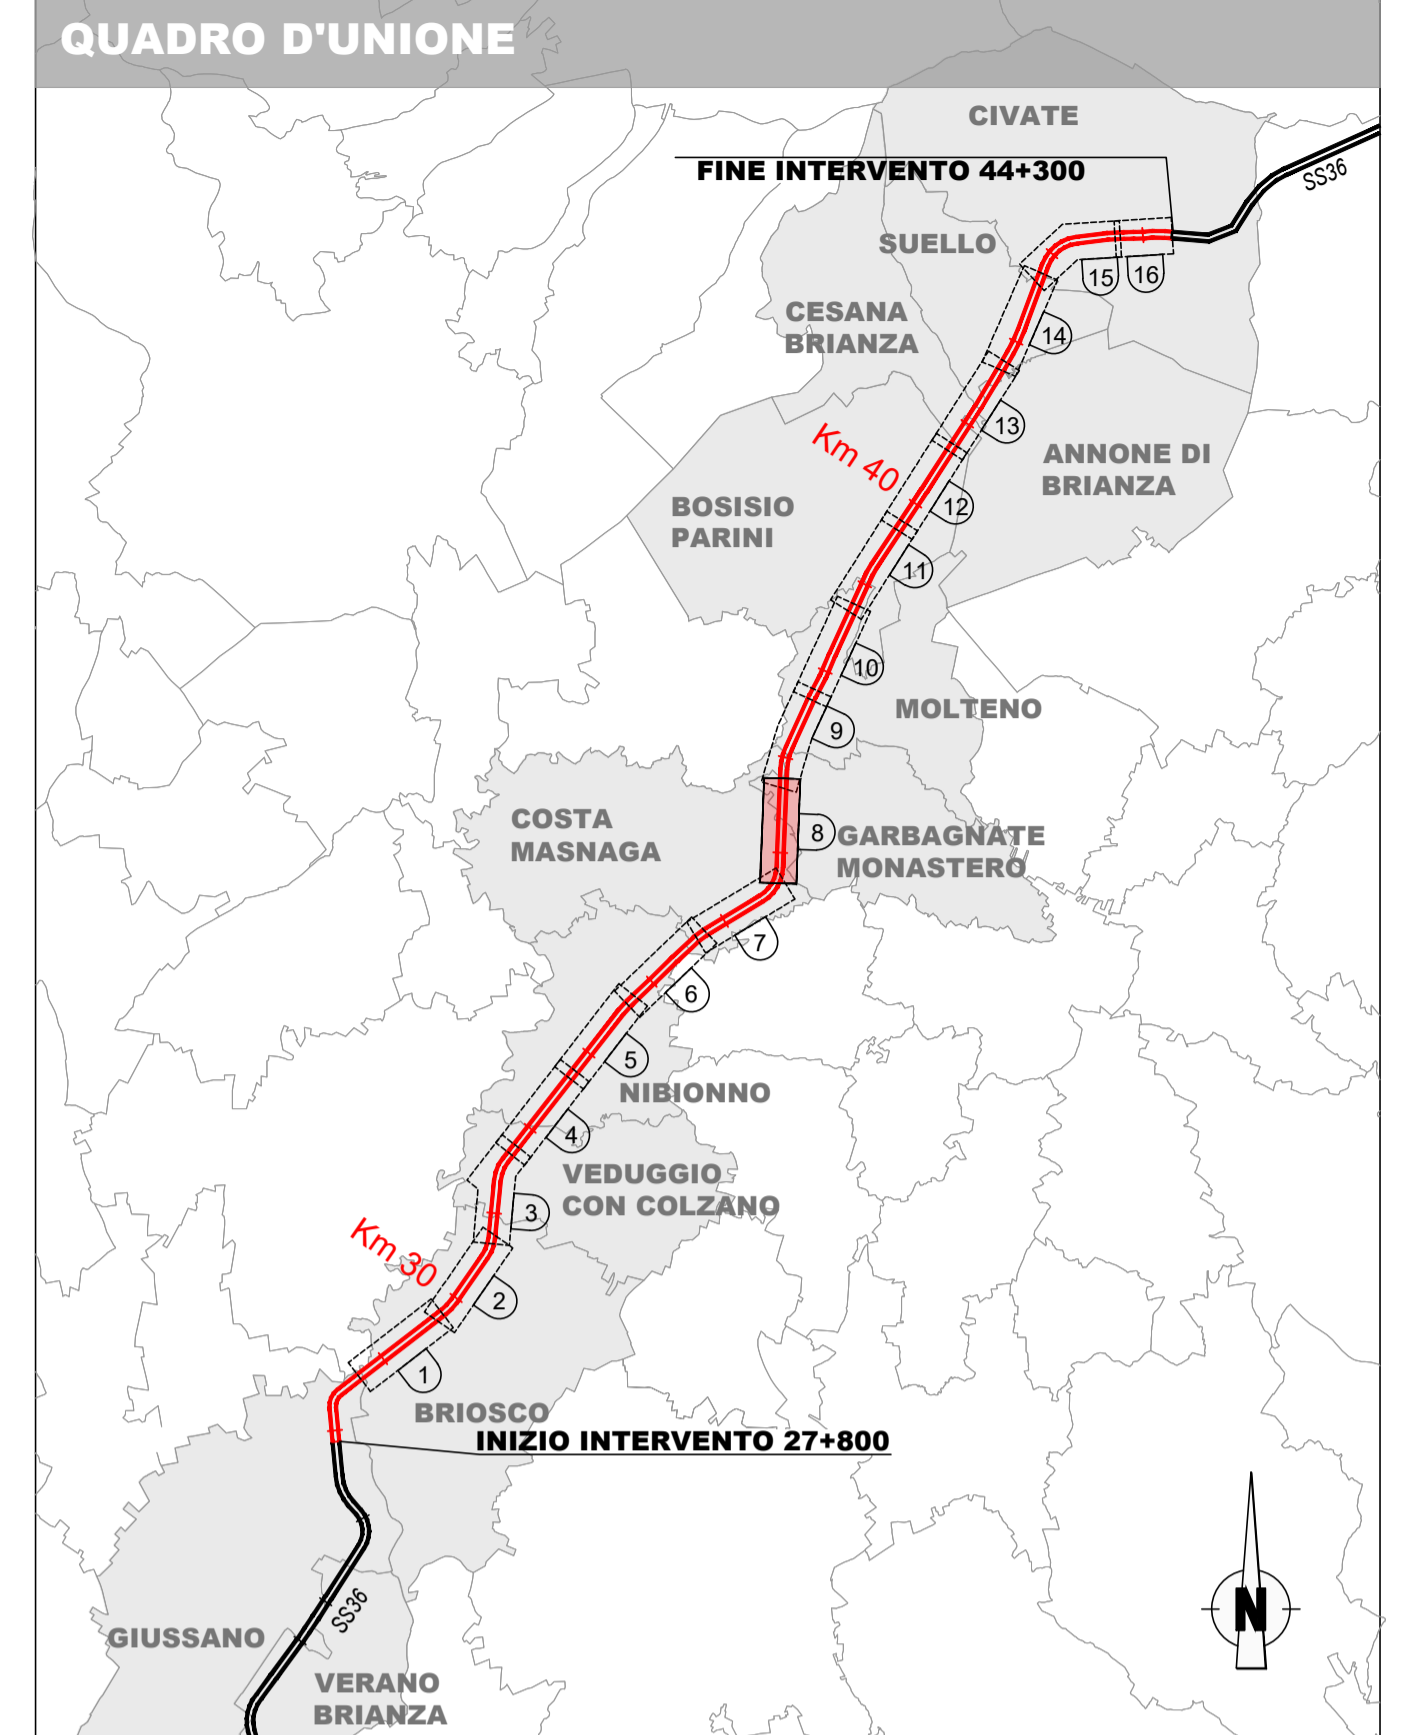 QUADRO D'UNIONE
CIVATE
FINE INTERVENTO 44+300
SS36
SUELLO
15
16
CESANA
BRIANZA
14
13
Km 40
ANNONE DI
BRIANZA
BOSISIO
PARINI
12
11
10
MOLTENO
9
COSTA
MASNAGA
8
GARBAGNATE
MONASTERO
7
6
5
NIBIONNO
4
VEDUGGIO
CON COLZANO
3
Km 30
2
1
BRIOSCO
INIZIO INTERVENTO 27+800
SS36
N
GIUSSANO
VERANO
BRIANZA